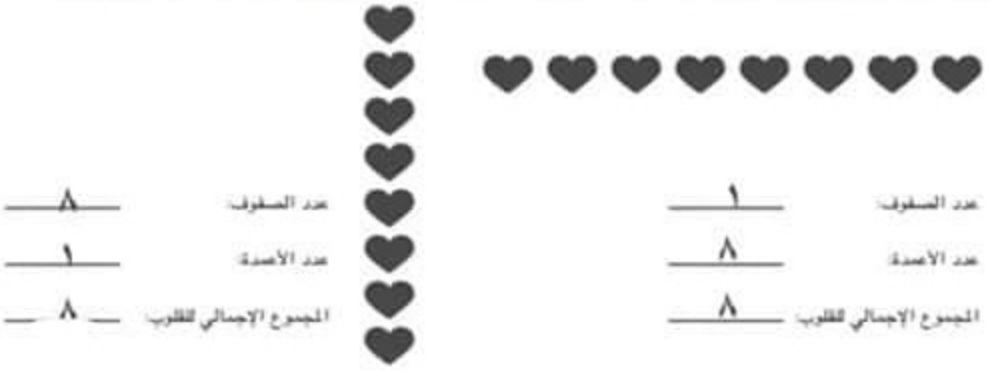 عدد الصفوف: ١
عدد الأعمدة: ٨
المجموع الإجمالي للقلوب: ٨
عدد الصفوف: ٨
عدد الأعمدة: ١
المجموع الإجمالي للقلوب: ٨